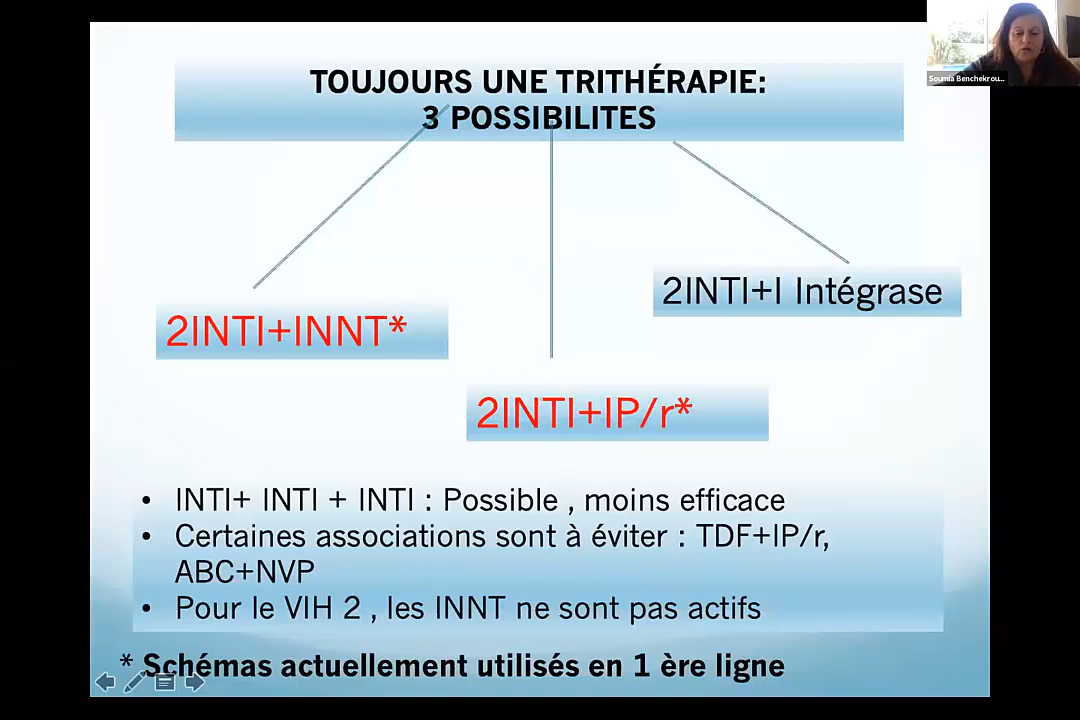 TOUJOURS UNE TRITHÉRAPIE:
3 POSSIBILITES
Soumia Benchekrou...
2INTI+I Intégrase
2INTI+INNT*
2INTI+IP/r*
• INTI+ INTI + INTI : Possible , moins efficace
• Certaines associations sont à éviter : TDF+IP/r,
ABC+NVP
• Pour le VIH 2 , les INNT ne sont pas actifs
* Schémas actuellement utilisés en 1 ère ligne